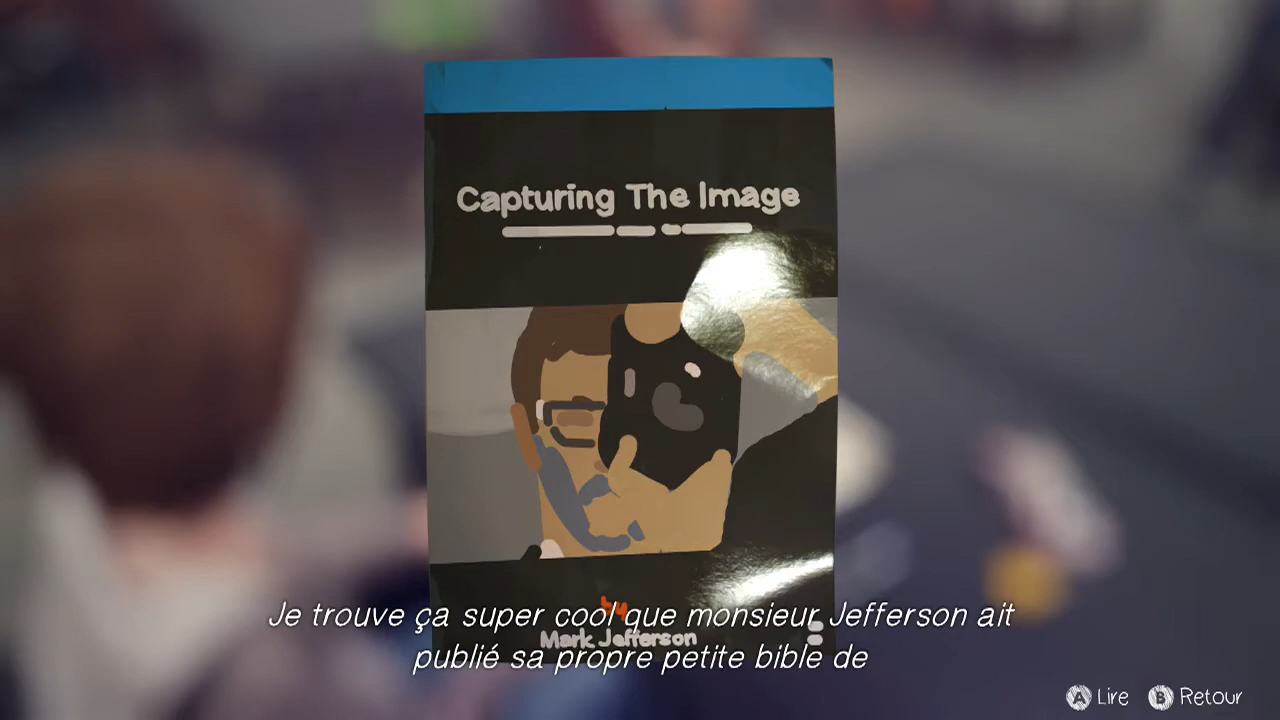 Capturing The Image
by
Mark Jefferson
Je trouve ça super cool que monsieur Jefferson ait
publié sa propre petite bible de
A Lire B Retour